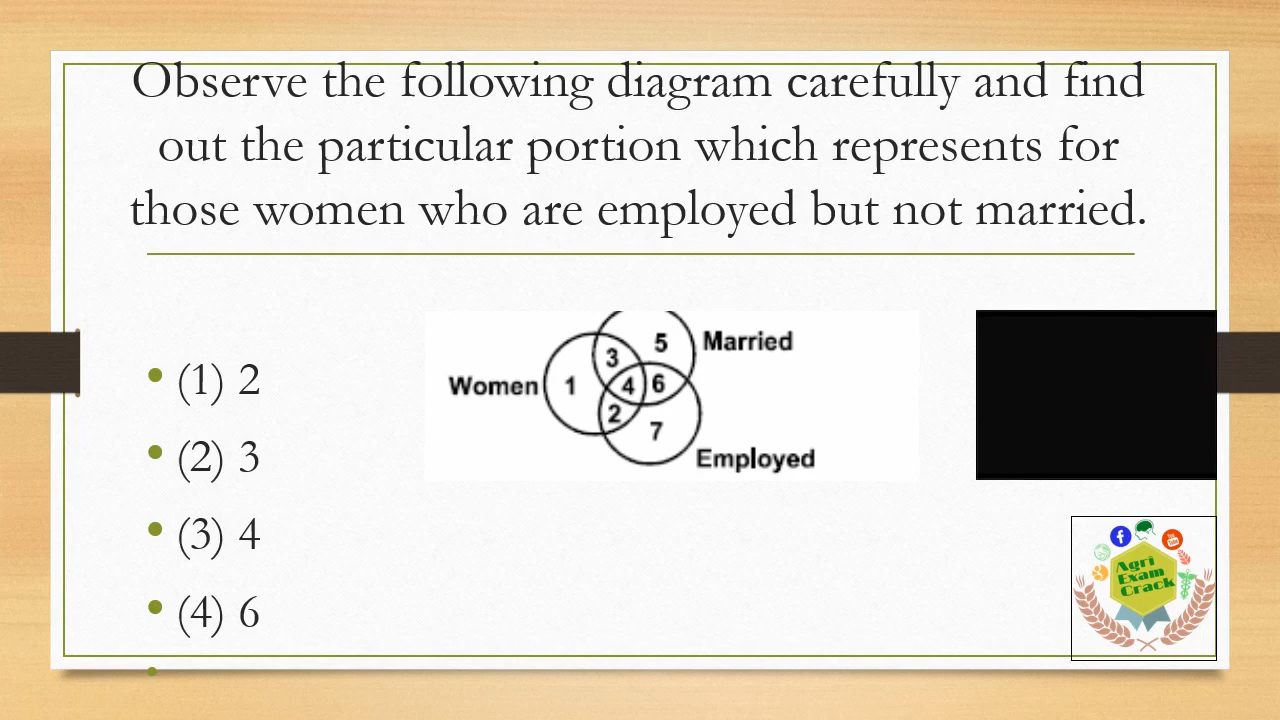 Observe the following diagram carefully and find
out the particular portion which represents for
those women who are employed but not married.
• (1) 2
• (2) 3
• (3) 4
• (4) 6
•
5
Married
3
Women
1
4
6
2
7
Employed
Agri
Exam
Crack